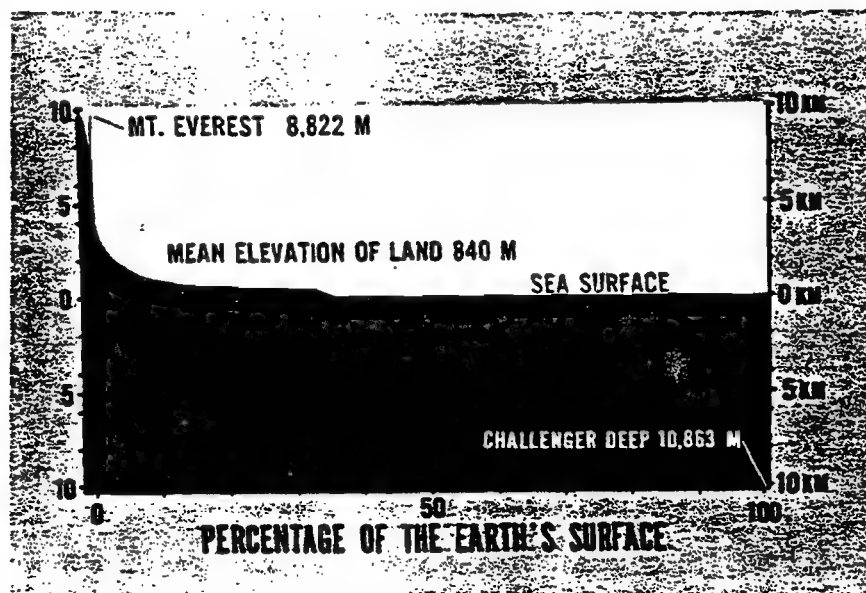 10
10 KM
MT. EVEREST 8,822 M
5
5 KM
MEAN ELEVATION OF LAND 840 M
SEA SURFACE
0
0 KM
5
5 KM
CHALLENGER DEEP 10,863 M
10
10 KM
0
50
100
PERCENTAGE OF THE EARTH'S SURFACE